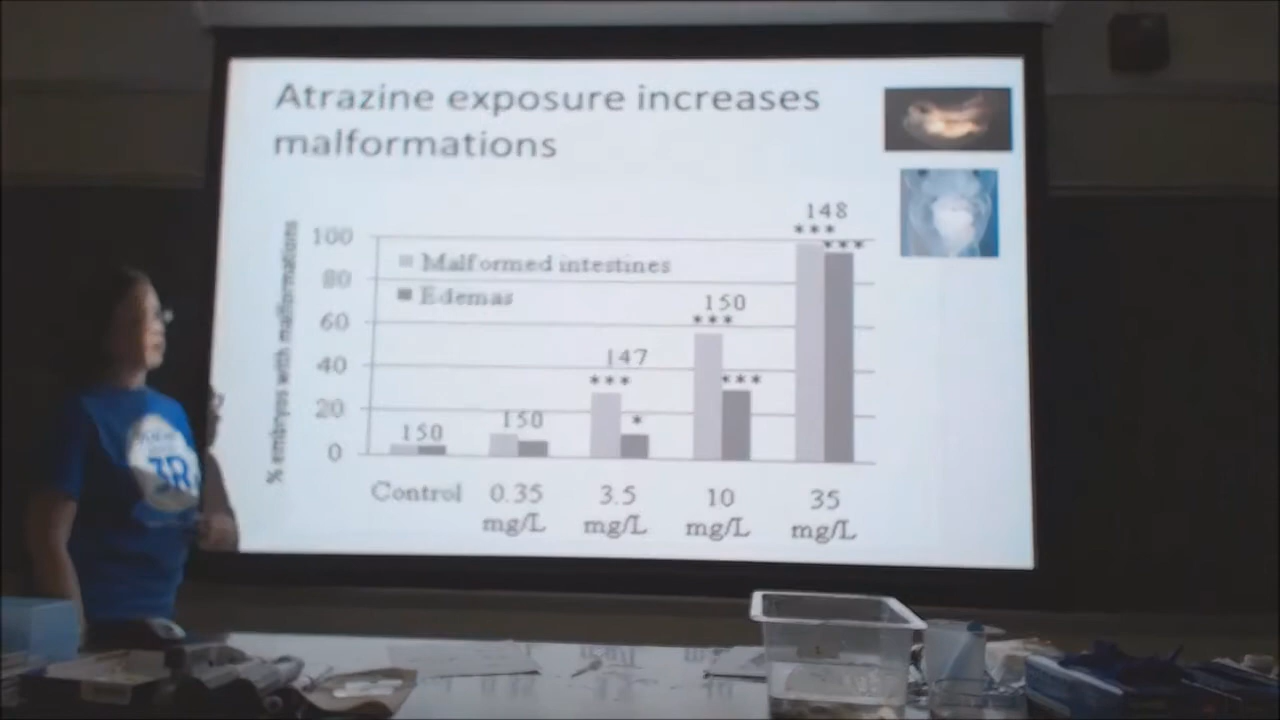 Atrazine exposure increases
malformations
% embryos with malformations
100
80
60
40
20
0
Malformed intestines
Edemas
150
150
147
150
148
***
*
***
***
***
***
Control
0.35
mg/L
3.5
mg/L
10
mg/L
35
mg/L
3R